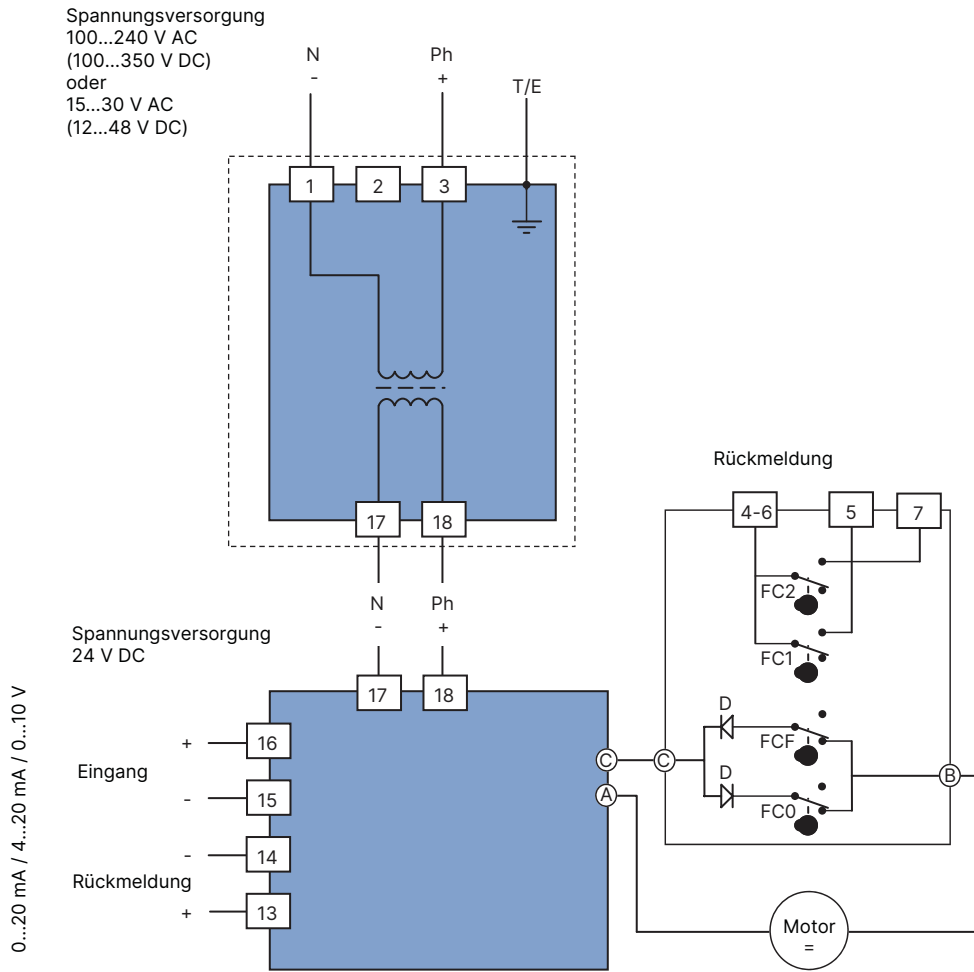 Spannungsversorgung
100...240 V AC
(100...350 V DC)
oder
15...30 V AC
(12...48 V DC)
N
-
Ph
+
T/E
1
2
3
17
18
N
-
Ph
+
Spannungsversorgung
24 V DC
17
18
0...20 mA / 4...20 mA / 0...10 V
+
16
Eingang
-
15
-
14
Rückmeldung
+
13
C
A
Rückmeldung
4-6
5
7
FC2
FC1
D
FCF
C
D
FC0
B
Motor
=